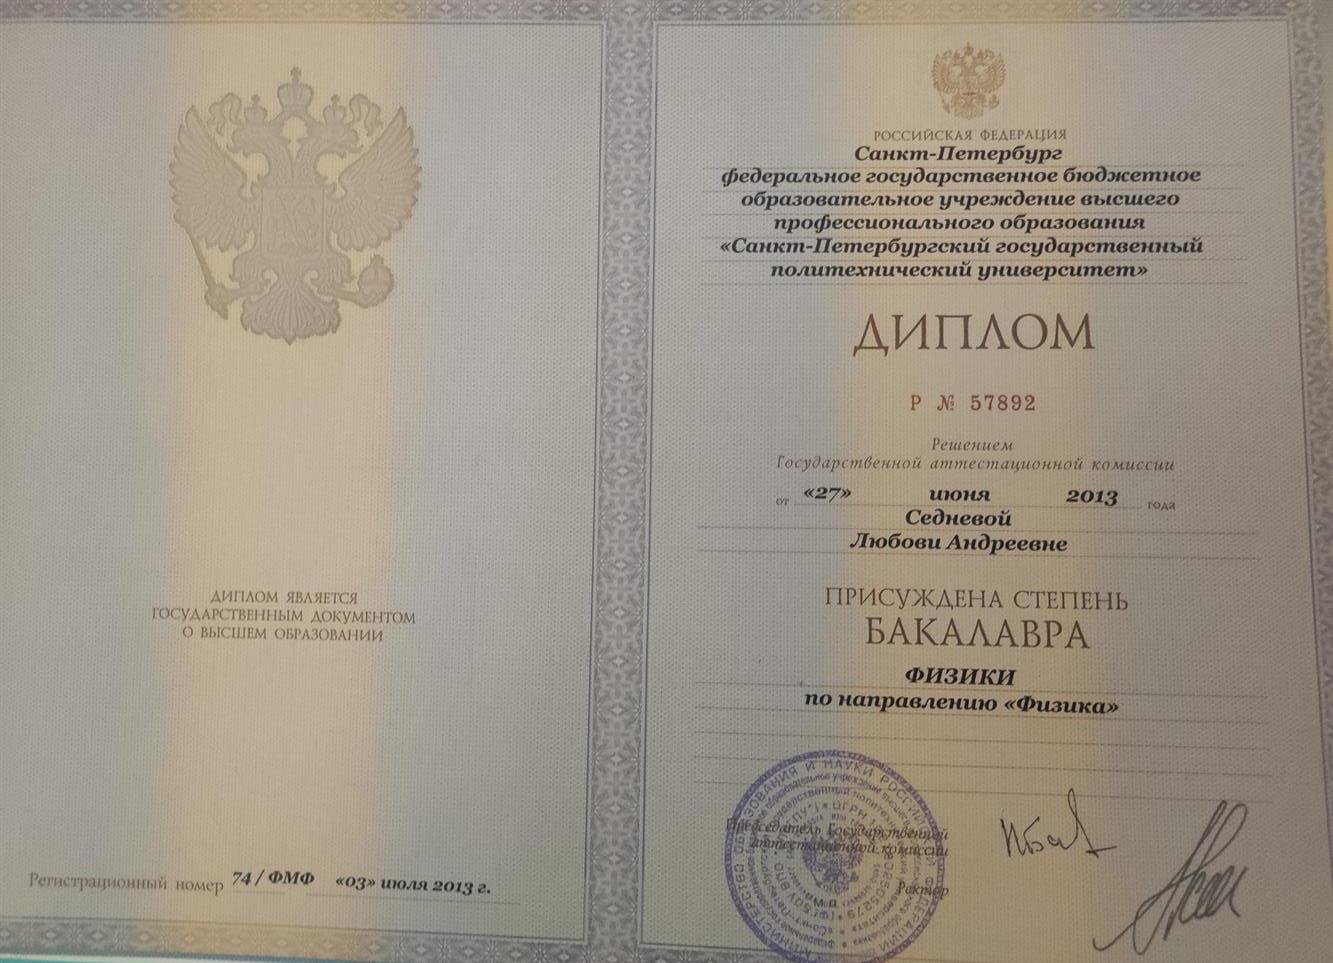 ДИПЛОМ ЯВЛЯЕТСЯ
ГОСУДАРСТВЕННЫМ ДОКУМЕНТОМ
О ВЫСШЕМ ОБРАЗОВАНИИ
Регистрационный номер 74 / ФМФ «03» июля 2013 г.
РОССИЙСКАЯ ФЕДЕРАЦИЯ
Санкт-Петербург
федеральное государственное бюджетное
образовательное учреждение высшего
профессионального образования
«Санкт-Петербургский государственный
политехнический университет»
ДИПЛОМ
Р № 57892
Решением
Государственной аттестационной комиссии
от «27» июня 2013 года
Седневой
Любови Андреевне
ПРИСУЖДЕНА СТЕПЕНЬ
БАКАЛАВРА
ФИЗИКИ
по направлению «Физика»
Председатель Государственной
аттестационной комиссии
Ректор
М.П.